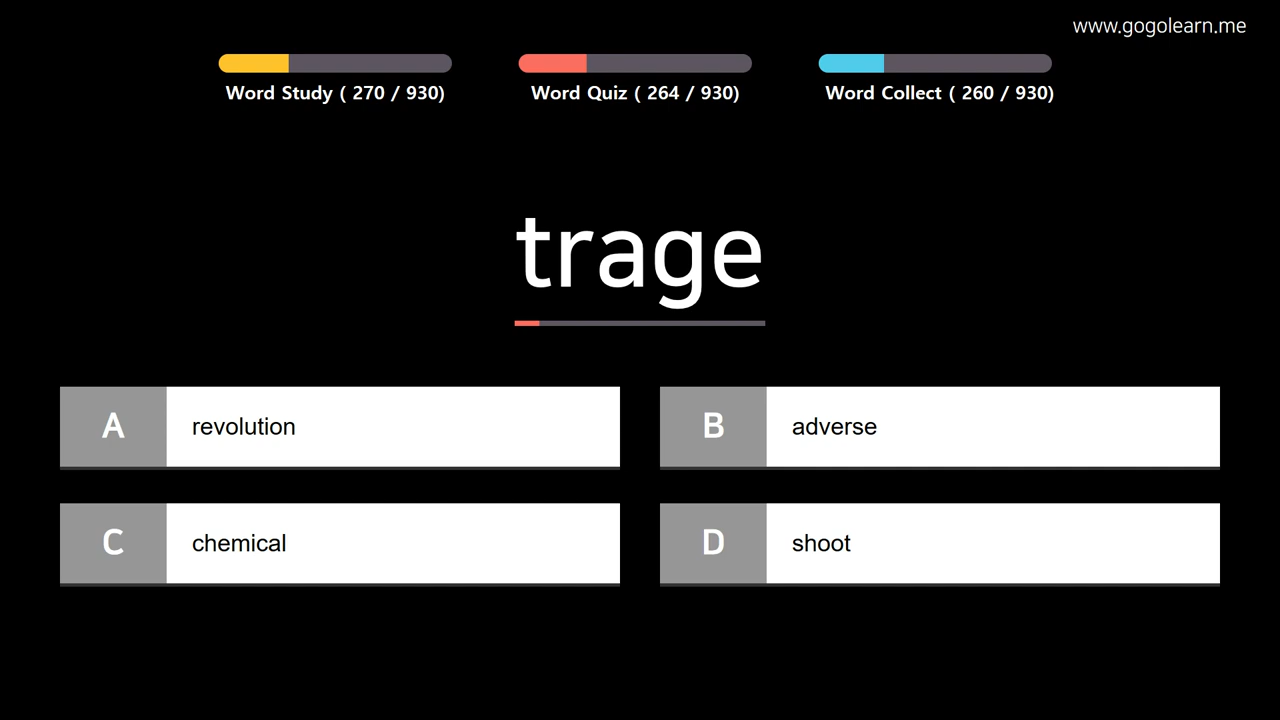 www.gogolearn.me
Word Study ( 270 / 930)
Word Quiz ( 264 / 930)
Word Collect ( 260 / 930)
trage
A revolution
B adverse
C chemical
D shoot